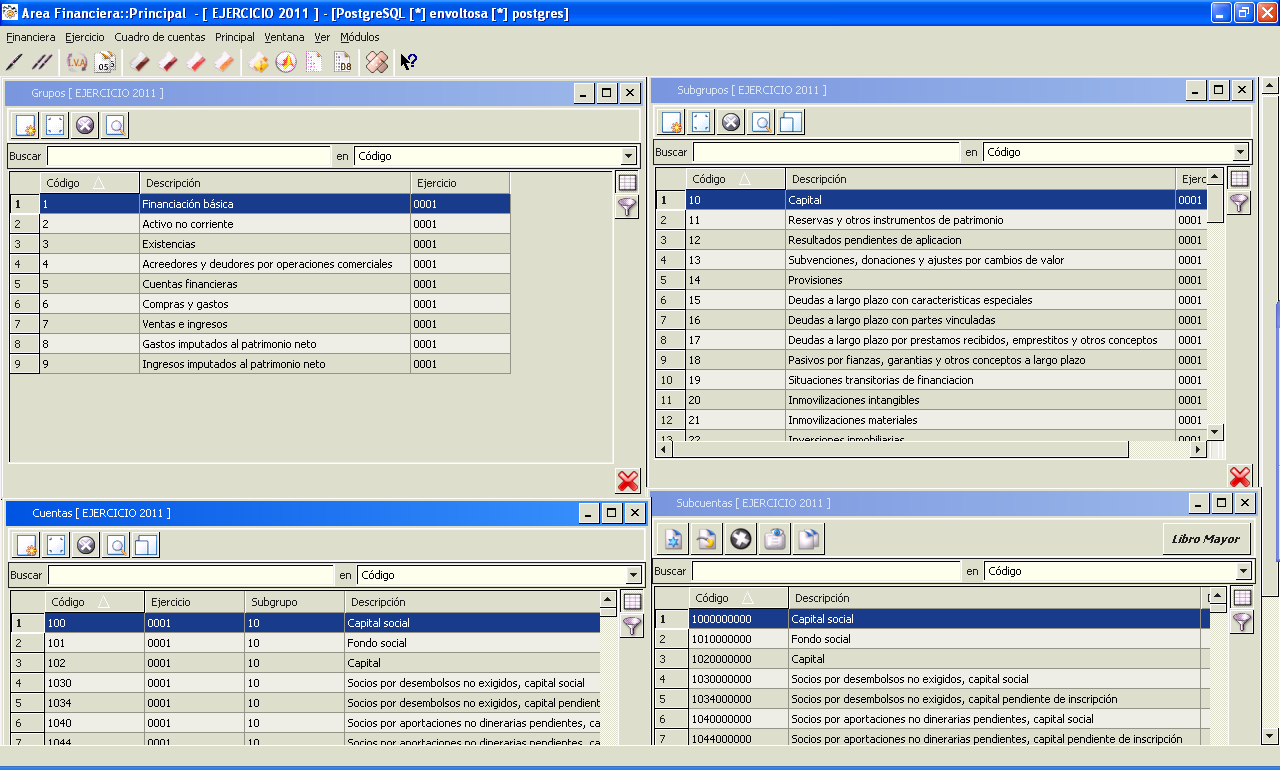 Area Financiera::Principal - [ EJERCICIO 2011 ] - [PostgreSQL [*] envoltosa [*] postgres]
Financiera Ejercicio Cuadro de cuentas Principal Ventana Ver Módulos
Grupos [ EJERCICIO 2011 ]
Buscar en Código
Código Descripción Ejercicio
1 1 Financiación básica 0001
2 2 Activo no corriente 0001
3 3 Existencias 0001
4 4 Acreedores y deudores por operaciones comerciales 0001
5 5 Cuentas financieras 0001
6 6 Compras y gastos 0001
7 7 Ventas e ingresos 0001
8 8 Gastos imputados al patrimonio neto 0001
9 9 Ingresos imputados al patrimonio neto 0001
Subgrupos [ EJERCICIO 2011 ]
Buscar en Código
Código Descripción Ejerc
1 10 Capital 0001
2 11 Reservas y otros instrumentos de patrimonio 0001
3 12 Resultados pendientes de aplicacion 0001
4 13 Subvenciones, donaciones y ajustes por cambios de valor 0001
5 14 Provisiones 0001
6 15 Deudas a largo plazo con caracteristicas especiales 0001
7 16 Deudas a largo plazo con partes vinculadas 0001
8 17 Deudas a largo plazo por prestamos recibidos, emprestitos y otros conceptos 0001
9 18 Pasivos por fianzas, garantias y otros conceptos a largo plazo 0001
10 19 Situaciones transitorias de financiacion 0001
11 20 Inmovilizaciones intangibles 0001
12 21 Inmovilizaciones materiales 0001
13 22 Inversiones inmobiliarias 0001
Cuentas [ EJERCICIO 2011 ]
Buscar en Código
Código Ejercicio Subgrupo Descripción
1 100 0001 10 Capital social
2 101 0001 10 Fondo social
3 102 0001 10 Capital
4 1030 0001 10 Socios por desembolsos no exigidos, capital social
5 1034 0001 10 Socios por desembolsos no exigidos, capital pendient
6 1040 0001 10 Socios por aportaciones no dinerarias pendientes, ca
7 1044 0001 10 Socios por aportaciones no dinerarias pendientes, ca
Subcuentas [ EJERCICIO 2011 ]
Libro Mayor
Buscar en Código
Código Descripción
1 1000000000 Capital social
2 1010000000 Fondo social
3 1020000000 Capital
4 1030000000 Socios por desembolsos no exigidos, capital social
5 1034000000 Socios por desembolsos no exigidos, capital pendiente de inscripción
6 1040000000 Socios por aportaciones no dinerarias pendientes, capital social
7 1044000000 Socios por aportaciones no dinerarias pendientes, capital pendiente de inscripción